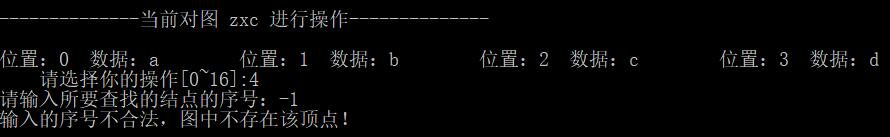 --------------当前对图 zxc 进行操作--------------
位置：0 数据：a 位置：1 数据：b 位置：2 数据：c 位置：3 数据：d
请选择你的操作[0~16]:4
请输入所要查找的结点的序号：-1
输入的序号不合法，图中不存在该顶点！